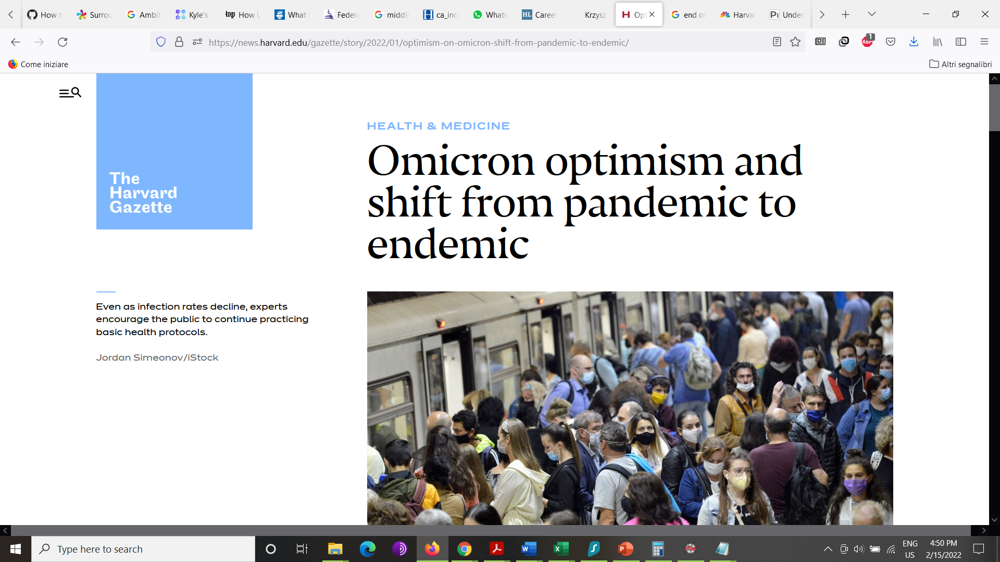 How t
Surrou
Ambit
Kyle's
How U
What
Federa
middl
ca_inc
Whats
Career
Krzysz
Opt
end of
Harvar
Under
https://news.harvard.edu/gazette/story/2022/01/optimism-on-omicron-shift-from-pandemic-to-endemic/
1
ABP
Come iniziare
Altri segnalibri
The
Harvard
Gazette
HEALTH & MEDICINE
Omicron optimism and
shift from pandemic to
endemic
Even as infection rates decline, experts
encourage the public to continue practicing
basic health protocols.
Jordan Simeonov/iStock
Type here to search
ENG
US
4:50 PM
2/15/2022